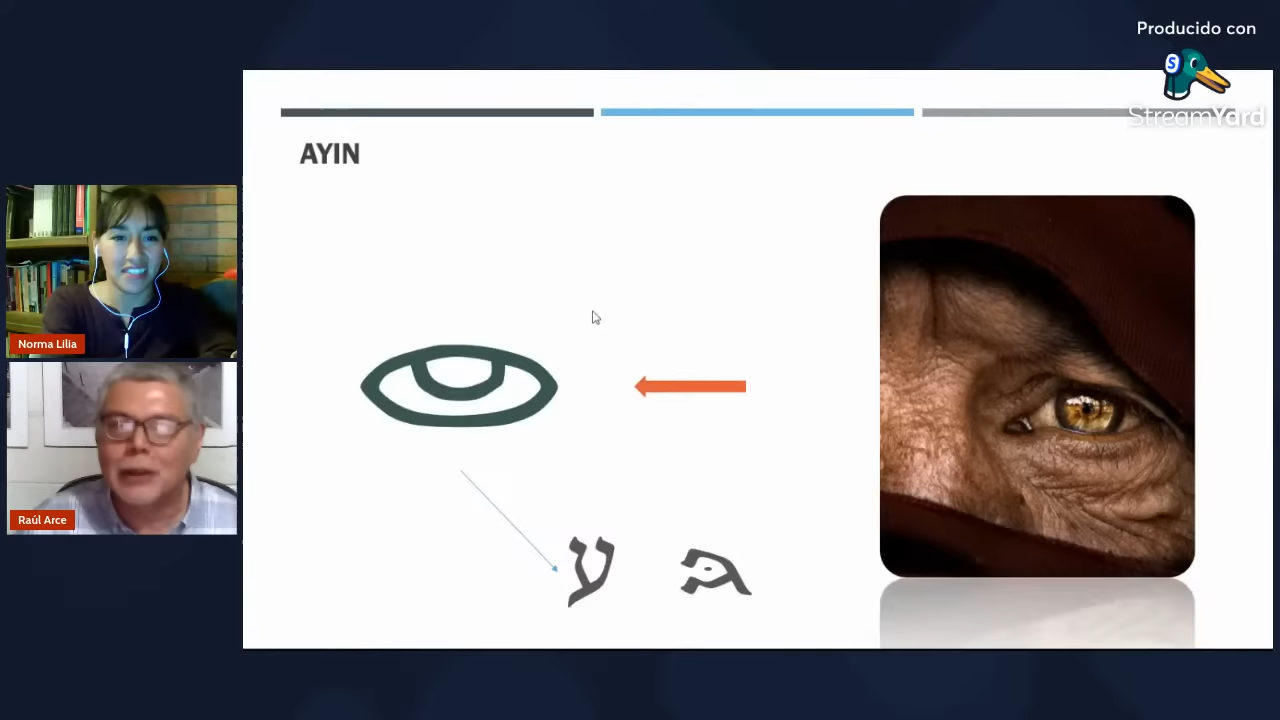 Producido con
StreamYard
AYIN
Norma Lilia
Raúl Arce
ע